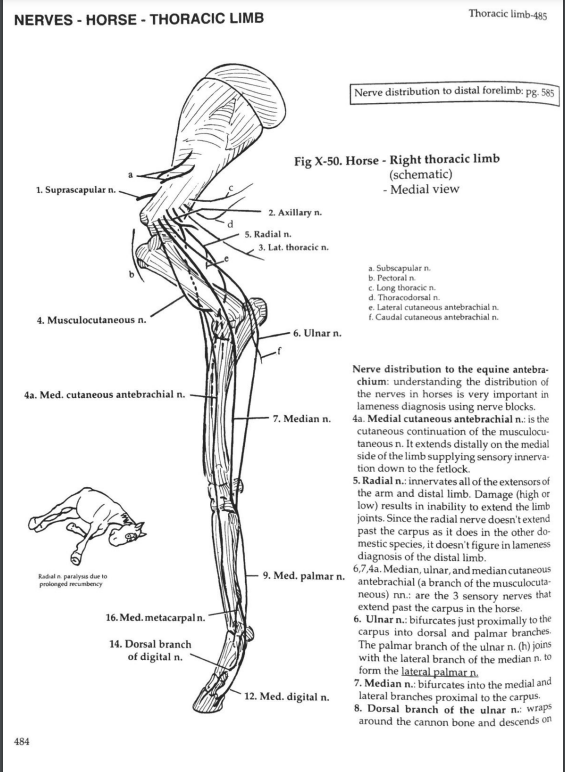 NERVES - HORSE - THORACIC LIMB
Thoracic limb-485
Nerve distribution to distal forelimb: pg. 585
Fig X-50. Horse - Right thoracic limb
(schematic)
- Medial view
a
1. Suprascapular n.
c
2. Axillary n.
d
5. Radial n.
3. Lat. thoracic n.
e
b
a. Subscapular n.
b. Pectoral n.
c. Long thoracic n.
d. Thoracodorsal n.
e. Lateral cutaneous antebrachial n.
f. Caudal cutaneous antebrachial n.
4. Musculocutaneous n.
6. Ulnar n.
f
4a. Med. cutaneous antebrachial n.
7. Median n.
Radial n. paralysis due to
prolonged recumbency
9. Med. palmar n.
16. Med. metacarpal n.
14. Dorsal branch
of digital n.
12. Med. digital n.
Nerve distribution to the equine antebra-
chium: understanding the distribution of
the nerves in horses is very important in
lameness diagnosis using nerve blocks.
4a. Medial cutaneous antebrachial n.: is the
cutaneous continuation of the musculocu-
taneous n. It extends distally on the medial
side of the limb supplying sensory innerva-
tion down to the fetlock.
5. Radial n.: innervates all of the extensors of
the arm and distal limb. Damage (high or
low) results in inability to extend the limb
joints. Since the radial nerve doesn't extend
past the carpus as it does in the other do-
mestic species, it doesn't figure in lameness
diagnosis of the distal limb.
6,7,4a. Median, ulnar, and median cutaneous
antebrachial (a branch of the musculocuta-
neous) nn.: are the 3 sensory nerves that
extend past the carpus in the horse.
6. Ulnar n.: bifurcates just proximally to the
carpus into dorsal and palmar branches.
The palmar branch of the ulnar n. (h) joins
with the lateral branch of the median n. to
form the lateral palmar n.
7. Median n.: bifurcates into the medial and
lateral branches proximal to the carpus.
8. Dorsal branch of the ulnar n.: wraps
around the cannon bone and descends on
484